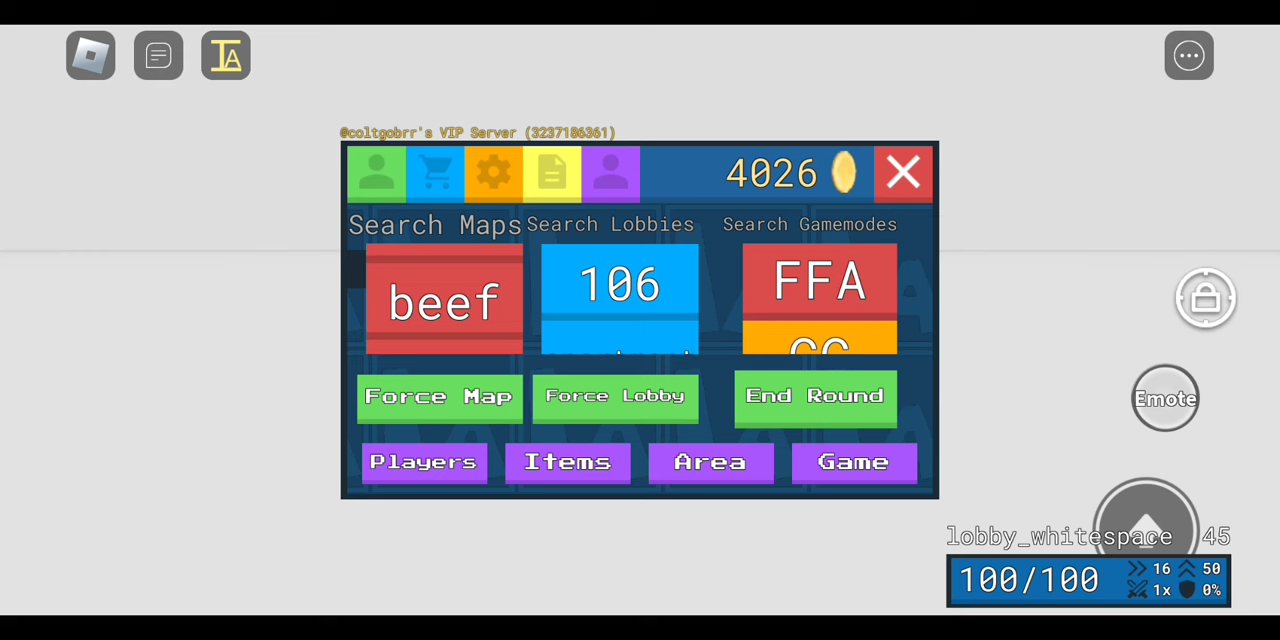 IA
@coltgobrr's VIP Server (3237186361)
4026
Search Maps
Search Lobbies
Search Gamemodes
beef
106
FFA
Force Map
Force Lobby
End Round
Players
Items
Area
Game
Emote
lobby_whitespace 45
100/100
16
50
1x
0%